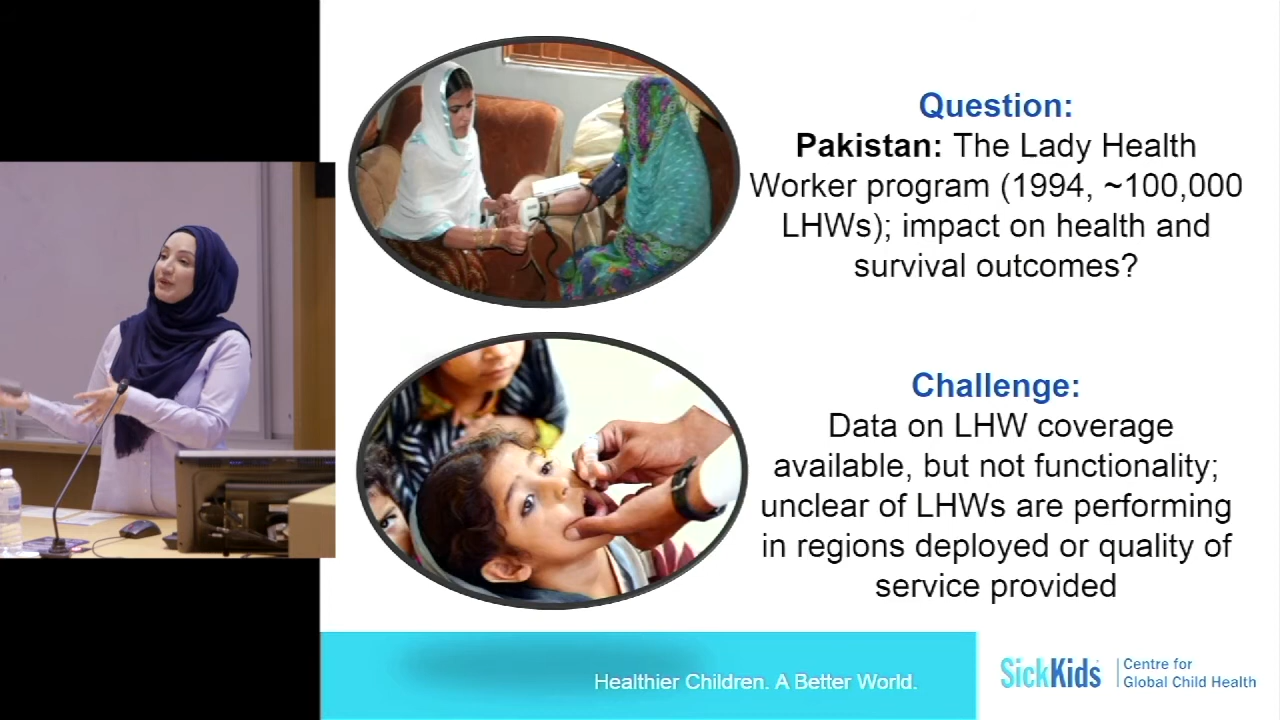 Question:
Pakistan: The Lady Health
Worker program (1994, ~100,000
LHWs); impact on health and
survival outcomes?
Challenge:
Data on LHW coverage
available, but not functionality;
unclear of LHWs are performing
in regions deployed or quality of
service provided
Healthier Children. A Better World.
SickKids
Centre for
Global Child Health